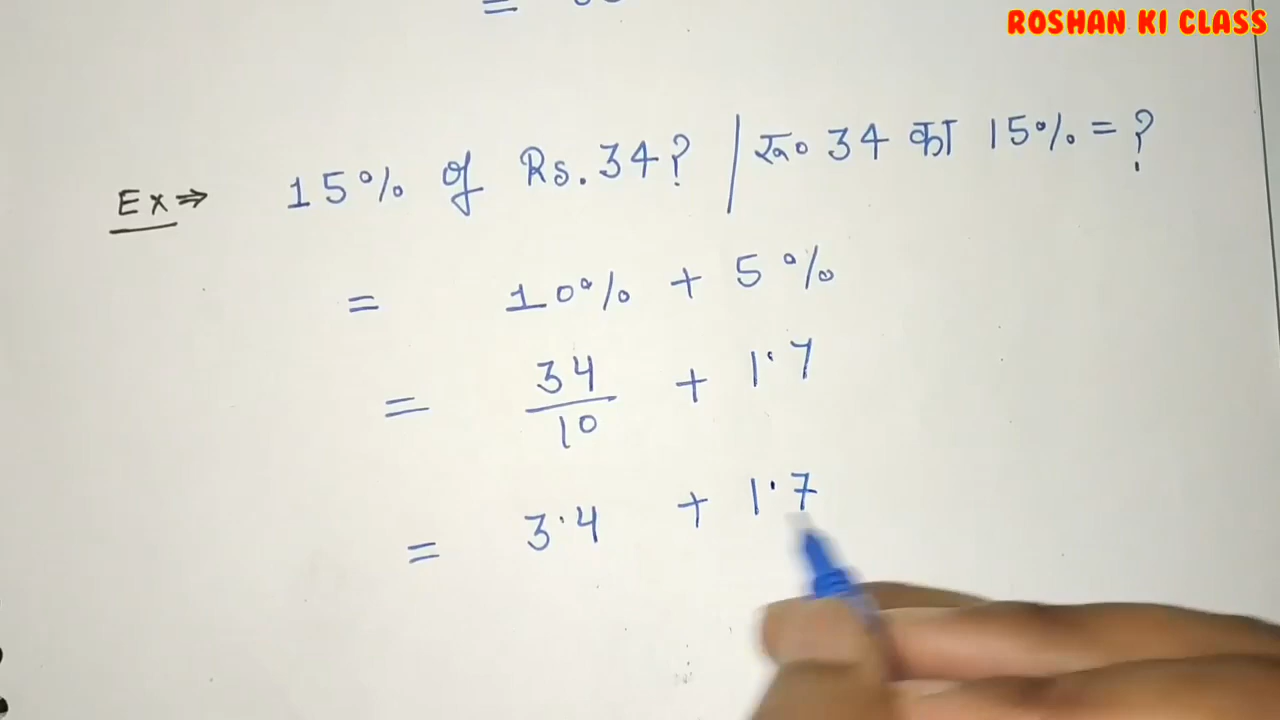 ROSHAN KI CLASS
Ex ⇒ 15% of Rs. 34? | रू० 34 का 15% = ?
= 10% + 5%
= 34/10 + 1.7
= 3.4 + 1.7